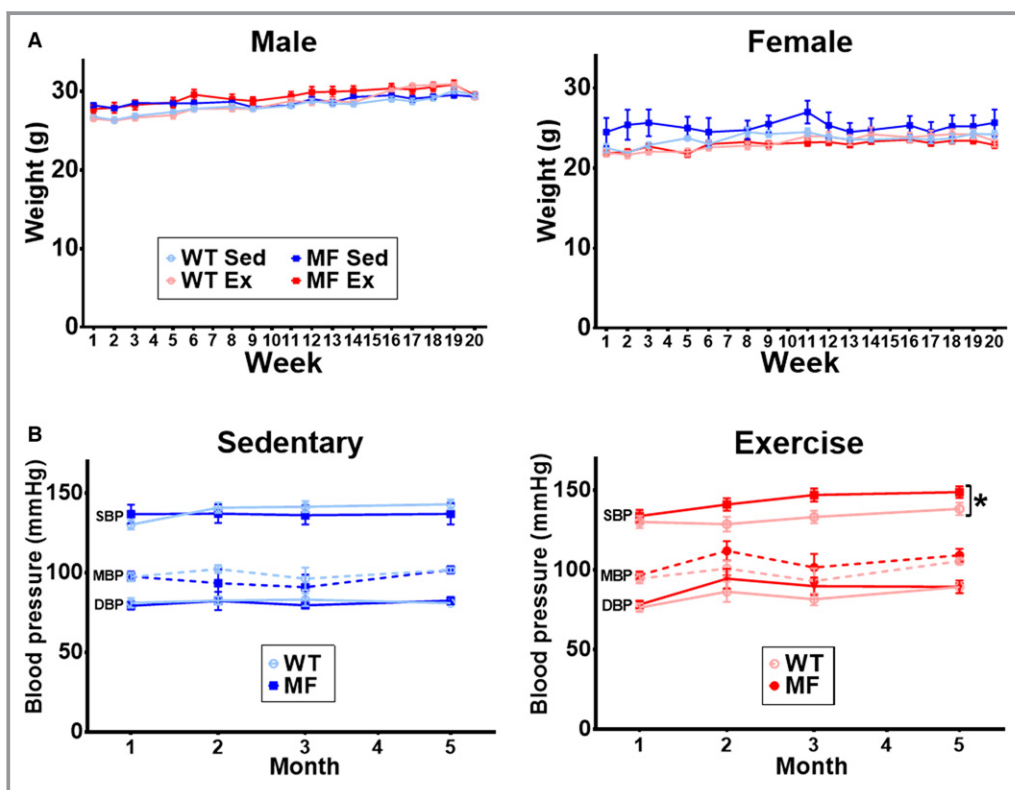 A
Male
Female
Weight (g)
30
20
10
0
WT Sed
MF Sed
WT Ex
MF Ex
1 2 3 4 5 6 7 8 9 10 11 12 13 14 15 16 17 18 19 20
Week
Weight (g)
30
20
10
0
1 2 3 4 5 6 7 8 9 10 11 12 13 14 15 16 17 18 19 20
Week
B
Sedentary
Exercise
Blood pressure (mmHg)
150
100
50
0
SBP
MBP
DBP
WT
MF
1 2 3 4 5
Month
Blood pressure (mmHg)
150
100
50
0
SBP
MBP
DBP
*
WT
MF
1 2 3 4 5
Month